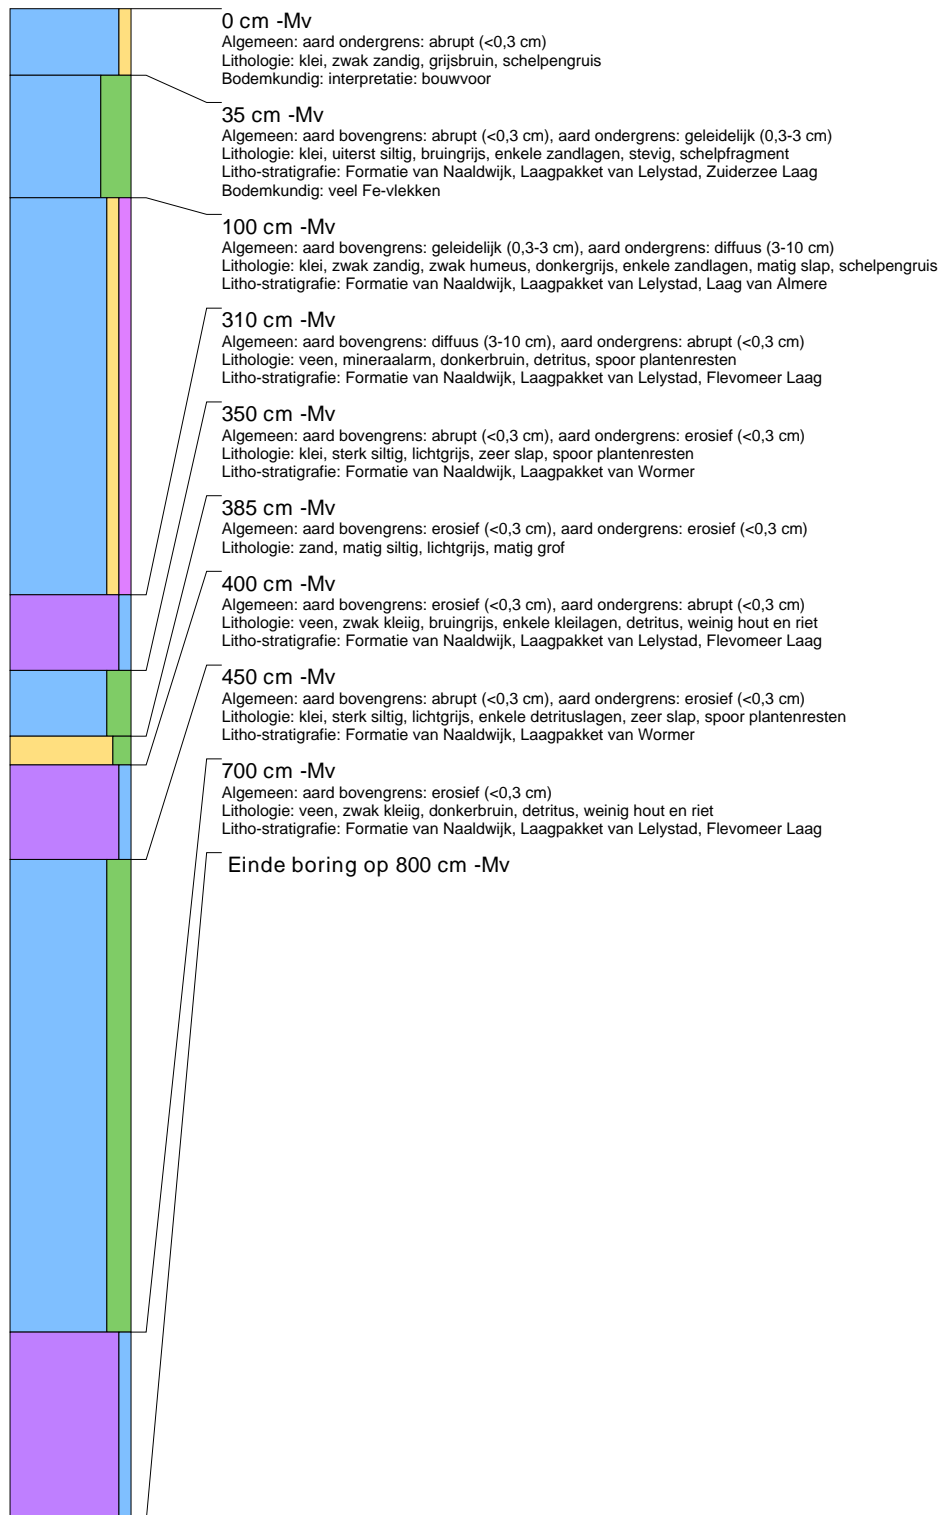 0 cm -Mv
Algemeen: aard ondergrens: abrupt (<0,3 cm)
Lithologie: klei, zwak zandig, grijsbruin, schelpengruis
Bodemkundig: interpretatie: bouwvoor
35 cm -Mv
Algemeen: aard bovengrens: abrupt (<0,3 cm), aard ondergrens: geleidelijk (0,3-3 cm)
Lithologie: klei, uiterst siltig, bruingrijs, enkele zandlagen, stevig, schelpfragment
Litho-stratigrafie: Formatie van Naaldwijk, Laagpakket van Lelystad, Zuiderzee Laag
Bodemkundig: veel Fe-vlekken
100 cm -Mv
Algemeen: aard bovengrens: geleidelijk (0,3-3 cm), aard ondergrens: diffuus (3-10 cm)
Lithologie: klei, zwak zandig, zwak humeus, donkergrijs, enkele zandlagen, matig slap, schelpengruis
Litho-stratigrafie: Formatie van Naaldwijk, Laagpakket van Lelystad, Laag van Almere
310 cm -Mv
Algemeen: aard bovengrens: diffuus (3-10 cm), aard ondergrens: abrupt (<0,3 cm)
Lithologie: veen, mineraalarm, donkerbruin, detritus, spoor plantenresten
Litho-stratigrafie: Formatie van Naaldwijk, Laagpakket van Lelystad, Flevomeer Laag
350 cm -Mv
Algemeen: aard bovengrens: abrupt (<0,3 cm), aard ondergrens: erosief (<0,3 cm)
Lithologie: klei, sterk siltig, lichtgrijs, zeer slap, spoor plantenresten
Litho-stratigrafie: Formatie van Naaldwijk, Laagpakket van Wormer
385 cm -Mv
Algemeen: aard bovengrens: erosief (<0,3 cm), aard ondergrens: erosief (<0,3 cm)
Lithologie: zand, matig siltig, lichtgrijs, matig grof
400 cm -Mv
Algemeen: aard bovengrens: erosief (<0,3 cm), aard ondergrens: abrupt (<0,3 cm)
Lithologie: veen, zwak kleiig, bruingrijs, enkele kleilagen, detritus, weinig hout en riet
Litho-stratigrafie: Formatie van Naaldwijk, Laagpakket van Lelystad, Flevomeer Laag
450 cm -Mv
Algemeen: aard bovengrens: abrupt (<0,3 cm), aard ondergrens: erosief (<0,3 cm)
Lithologie: klei, sterk siltig, lichtgrijs, enkele detrituslagen, zeer slap, spoor plantenresten
Litho-stratigrafie: Formatie van Naaldwijk, Laagpakket van Wormer
700 cm -Mv
Algemeen: aard bovengrens: erosief (<0,3 cm)
Lithologie: veen, zwak kleiig, donkerbruin, detritus, weinig hout en riet
Litho-stratigrafie: Formatie van Naaldwijk, Laagpakket van Lelystad, Flevomeer Laag
Einde boring op 800 cm -Mv